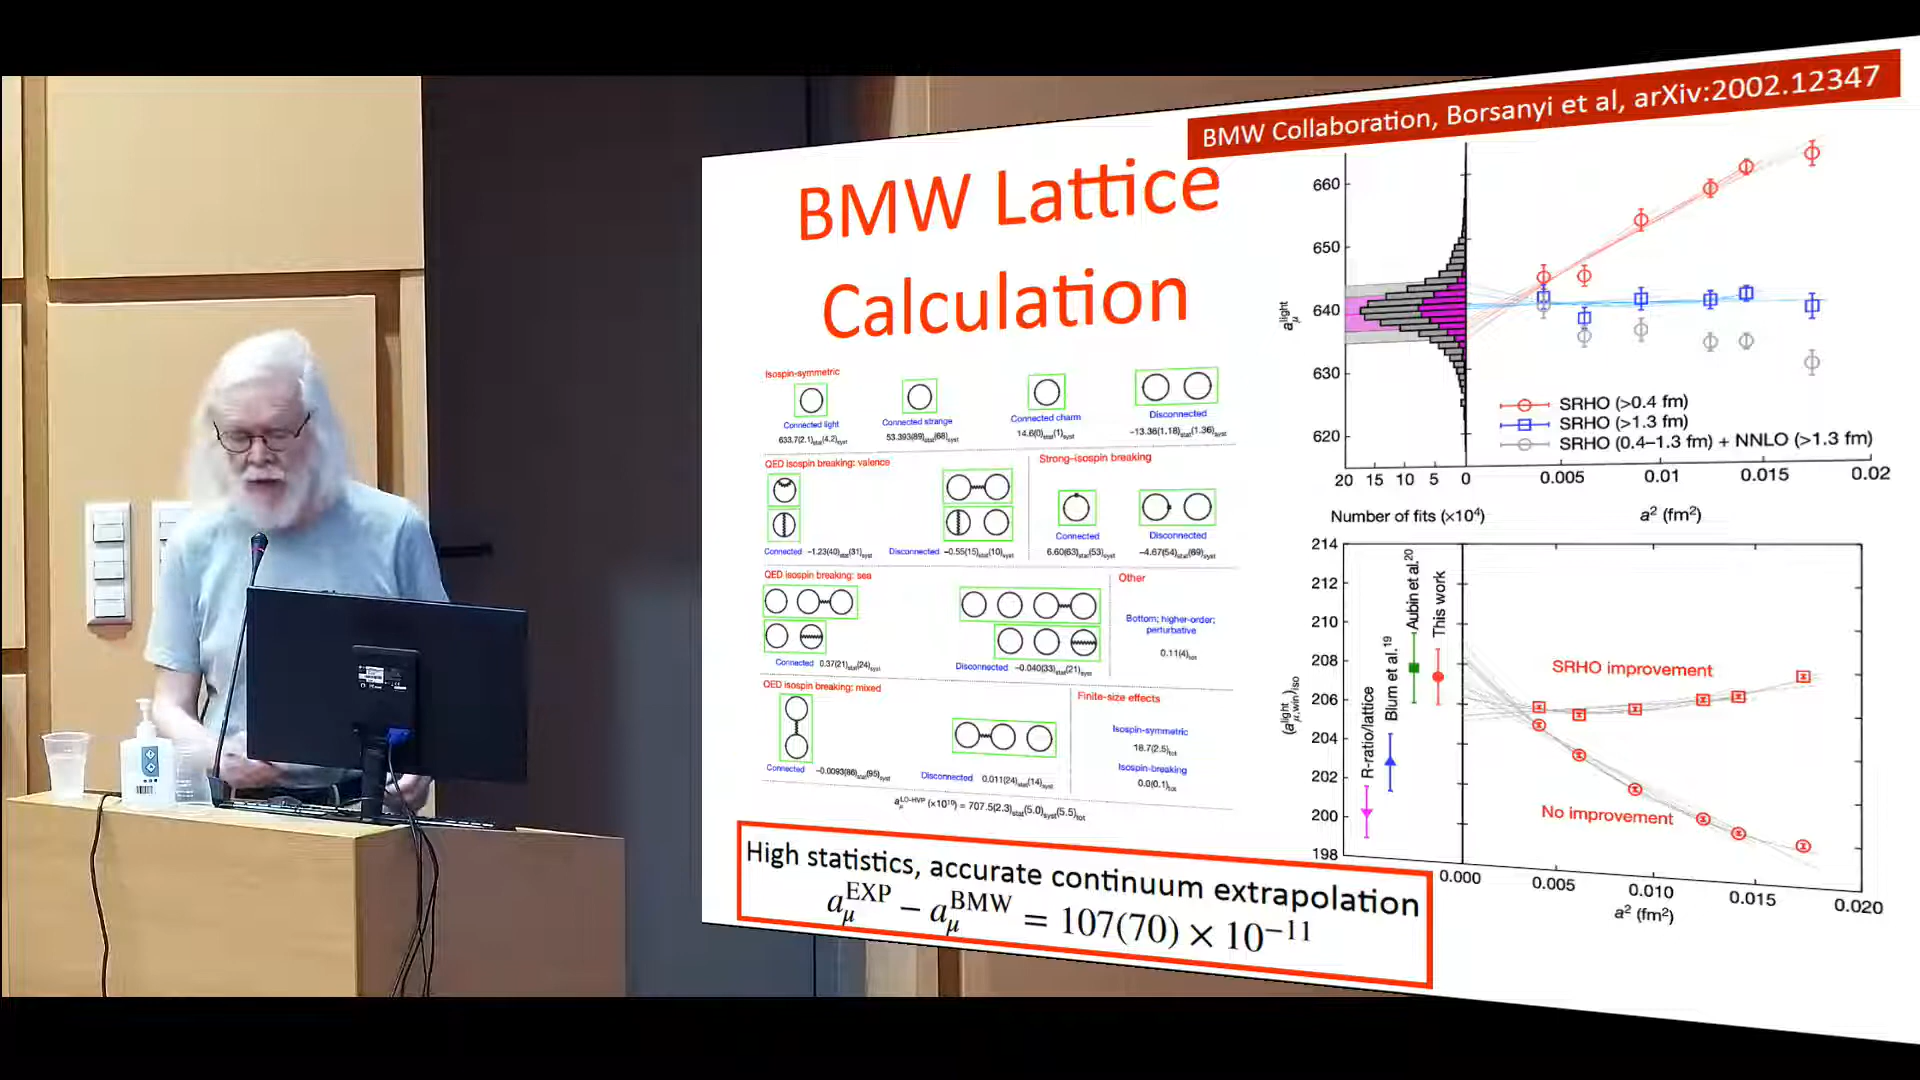 BMW Collaboration, Borsanyi et al, arXiv:2002.12347
BMW Lattice
Calculation
Isospin-symmetric
Connected light
633.7(2.1)stat(4.2)syst
Connected strange
53.393(89)stat(68)syst
Connected charm
14.6(0)stat(1)syst
Disconnected
−13.36(1.18)stat(1.36)syst
QED isospin breaking: valence
Connected −1.23(40)stat(31)syst
Disconnected −0.55(15)stat(10)syst
Strong-isospin breaking
Connected
6.60(63)stat(53)syst
Disconnected
−4.67(54)stat(69)syst
QED isospin breaking: sea
Connected 0.37(21)stat(24)syst
Disconnected −0.040(33)stat(21)syst
Other
Bottom; higher-order;
perturbative
0.11(4)tot
QED isospin breaking: mixed
Connected −0.0093(86)stat(95)syst
Disconnected 0.011(24)stat(14)syst
Finite-size effects
Isospin-symmetric
18.7(2.5)tot
Isospin-breaking
0.0(0.1)tot
aμ^LO-HVP (×10^10) = 707.5(2.3)stat(5.0)syst(5.5)tot
High statistics, accurate continuum extrapolation
aμ^EXP − aμ^BMW = 107(70) × 10^−11
660
650
640
630
620
aμ^light
SRHO (>0.4 fm)
SRHO (>1.3 fm)
SRHO (0.4–1.3 fm) + NNLO (>1.3 fm)
20 15 10 5 0 0.005 0.01 0.015 0.02
Number of fits (×10^4)
a² (fm²)
214
212
210
208
206
204
202
200
198
(aμ,win^light)iso
R-ratio/lattice
Blum et al.^19
Aubin et al.^20
This work
SRHO improvement
No improvement
0.000 0.005 0.010 0.015 0.020
a² (fm²)